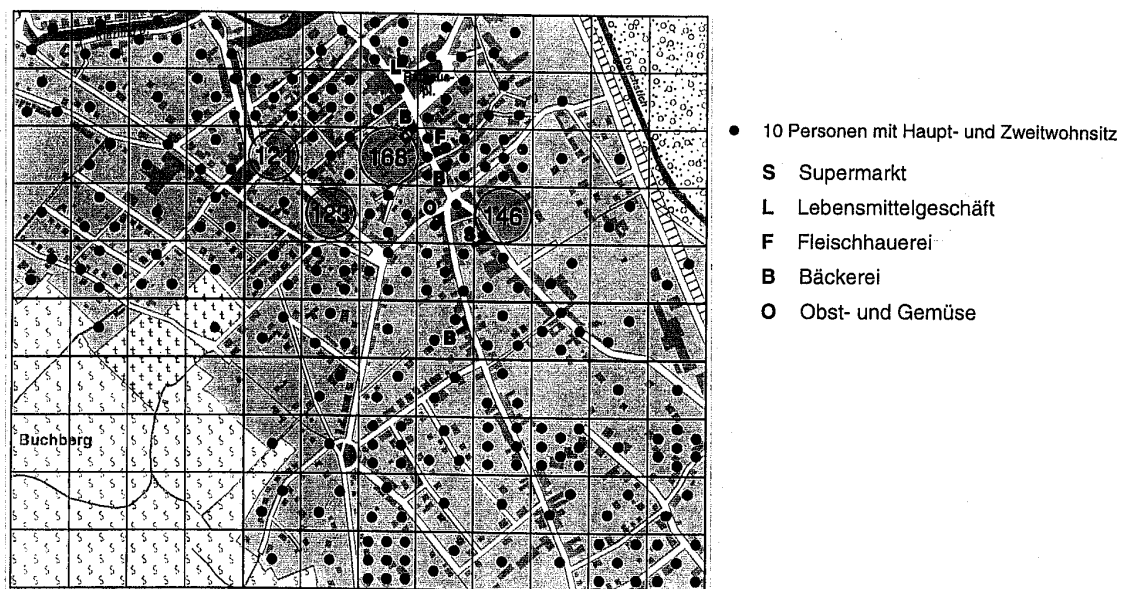 L
B
F
121
168
B
123
O
146
S
B
Buchberg
● 10 Personen mit Haupt- und Zweitwohnsitz
S Supermarkt
L Lebensmittelgeschäft
F Fleischhauerei
B Bäckerei
O Obst- und Gemüse